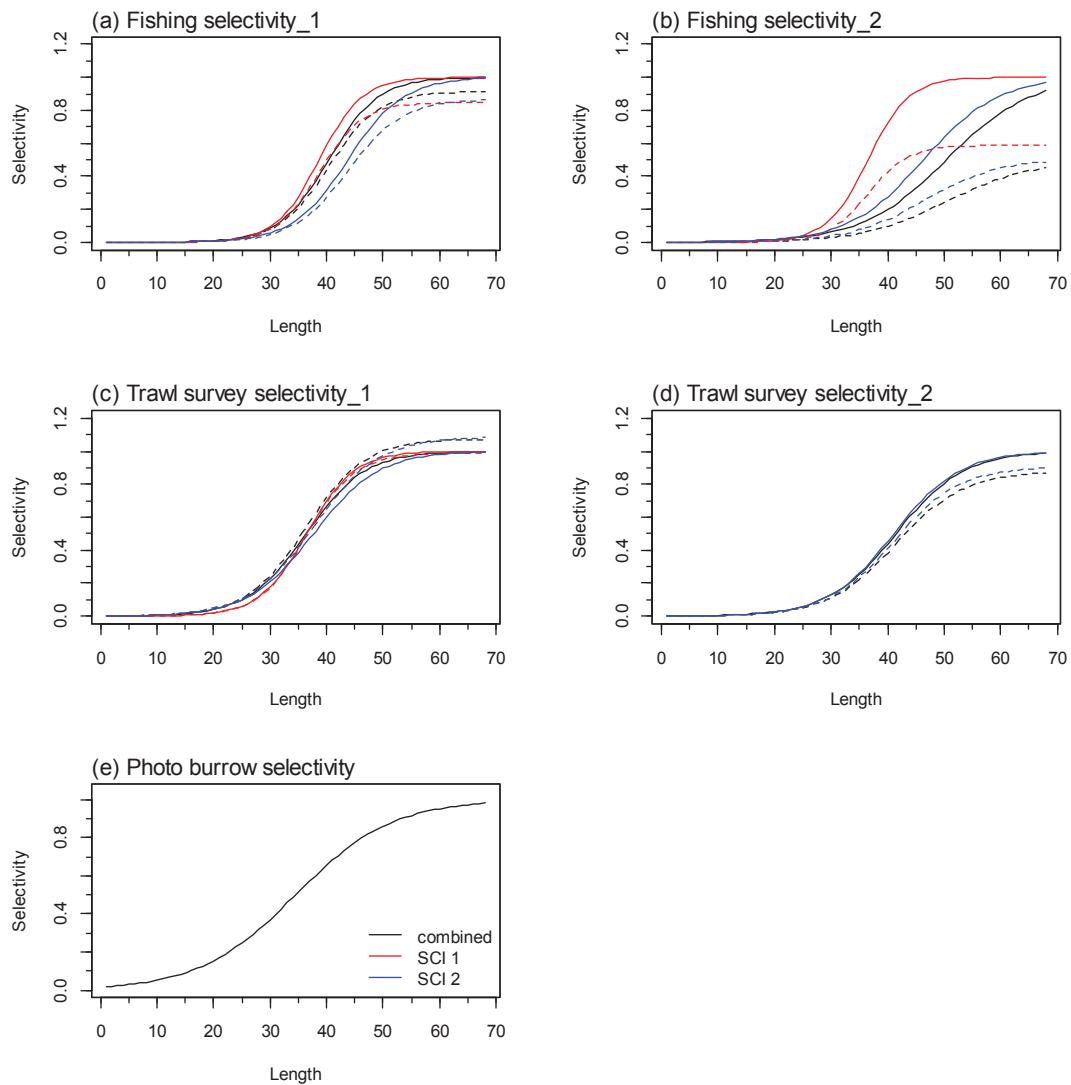 (a) Fishing selectivity_1
(b) Fishing selectivity_2
Selectivity
0.0 0.4 0.8 1.2
0 10 20 30 40 50 60 70
Length
Selectivity
0.0 0.4 0.8 1.2
0 10 20 30 40 50 60 70
Length
(c) Trawl survey selectivity_1
(d) Trawl survey selectivity_2
Selectivity
0.0 0.4 0.8 1.2
0 10 20 30 40 50 60 70
Length
Selectivity
0.0 0.4 0.8 1.2
0 10 20 30 40 50 60 70
Length
(e) Photo burrow selectivity
Selectivity
0.0 0.4 0.8
combined
SCI 1
SCI 2
0 10 20 30 40 50 60 70
Length